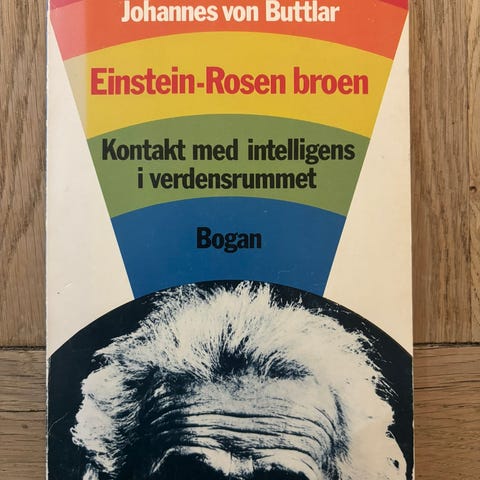 Johannes von Buttlar
Einstein-Rosen broen
Kontakt med intelligens
i verdensrummet
Bogan